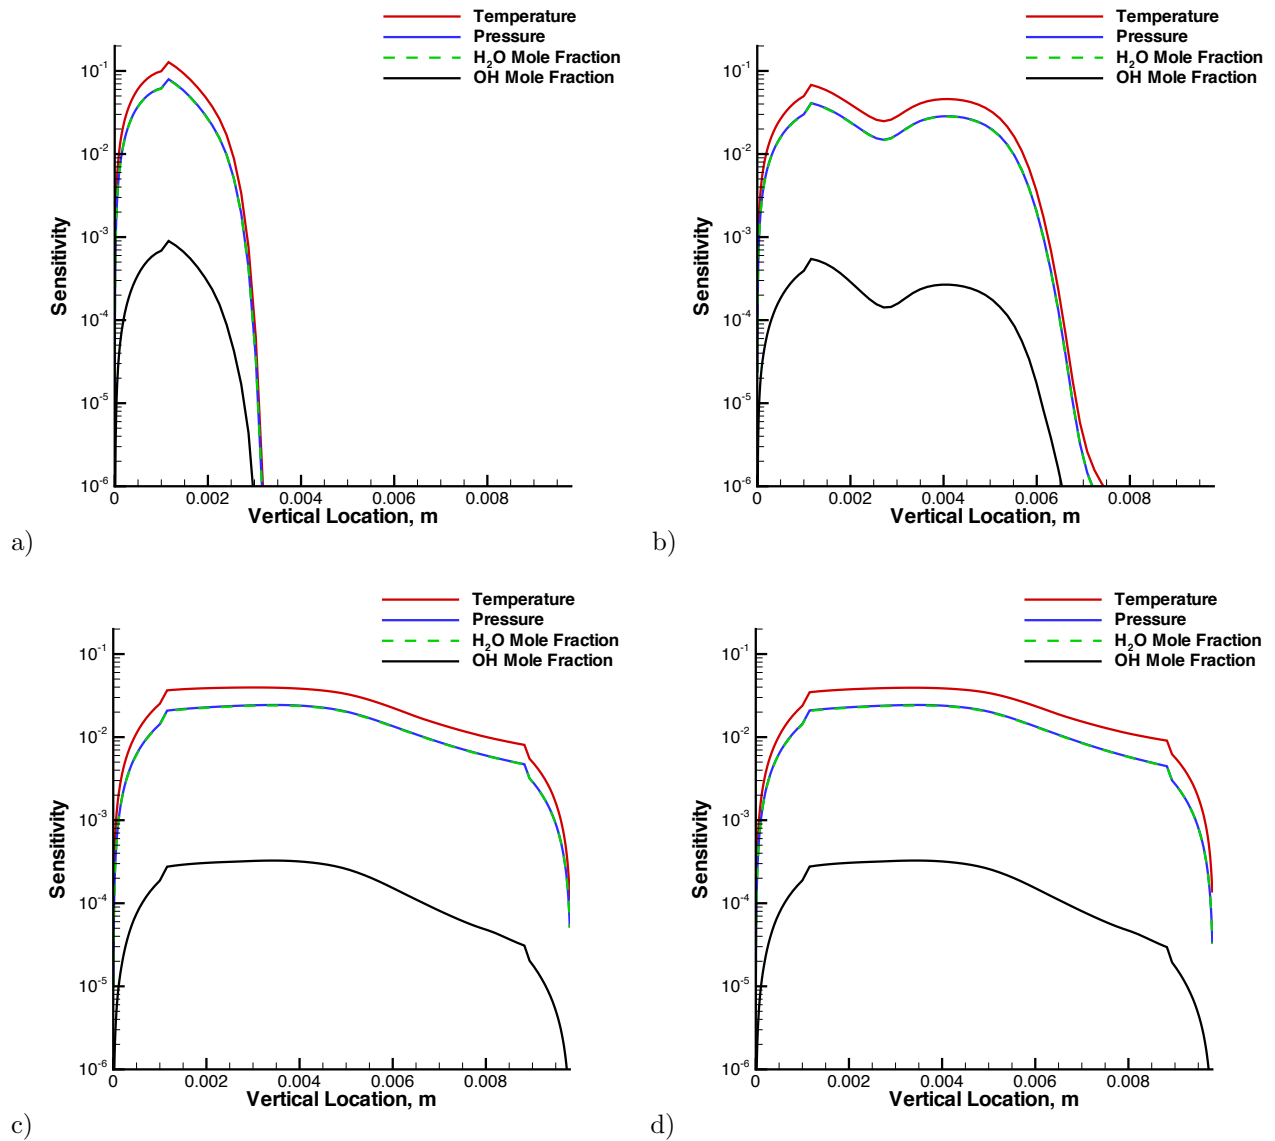 Temperature
Pressure
H₂O Mole Fraction
OH Mole Fraction
10⁻¹
10⁻²
10⁻³
10⁻⁴
10⁻⁵
10⁻⁶
Sensitivity
0 0.002 0.004 0.006 0.008
Vertical Location, m
a)
Temperature
Pressure
H₂O Mole Fraction
OH Mole Fraction
10⁻¹
10⁻²
10⁻³
10⁻⁴
10⁻⁵
10⁻⁶
Sensitivity
0 0.002 0.004 0.006 0.008
Vertical Location, m
b)
Temperature
Pressure
H₂O Mole Fraction
OH Mole Fraction
10⁻¹
10⁻²
10⁻³
10⁻⁴
10⁻⁵
10⁻⁶
Sensitivity
0 0.002 0.004 0.006 0.008
Vertical Location, m
c)
Temperature
Pressure
H₂O Mole Fraction
OH Mole Fraction
10⁻¹
10⁻²
10⁻³
10⁻⁴
10⁻⁵
10⁻⁶
Sensitivity
0 0.002 0.004 0.006 0.008
Vertical Location, m
d)